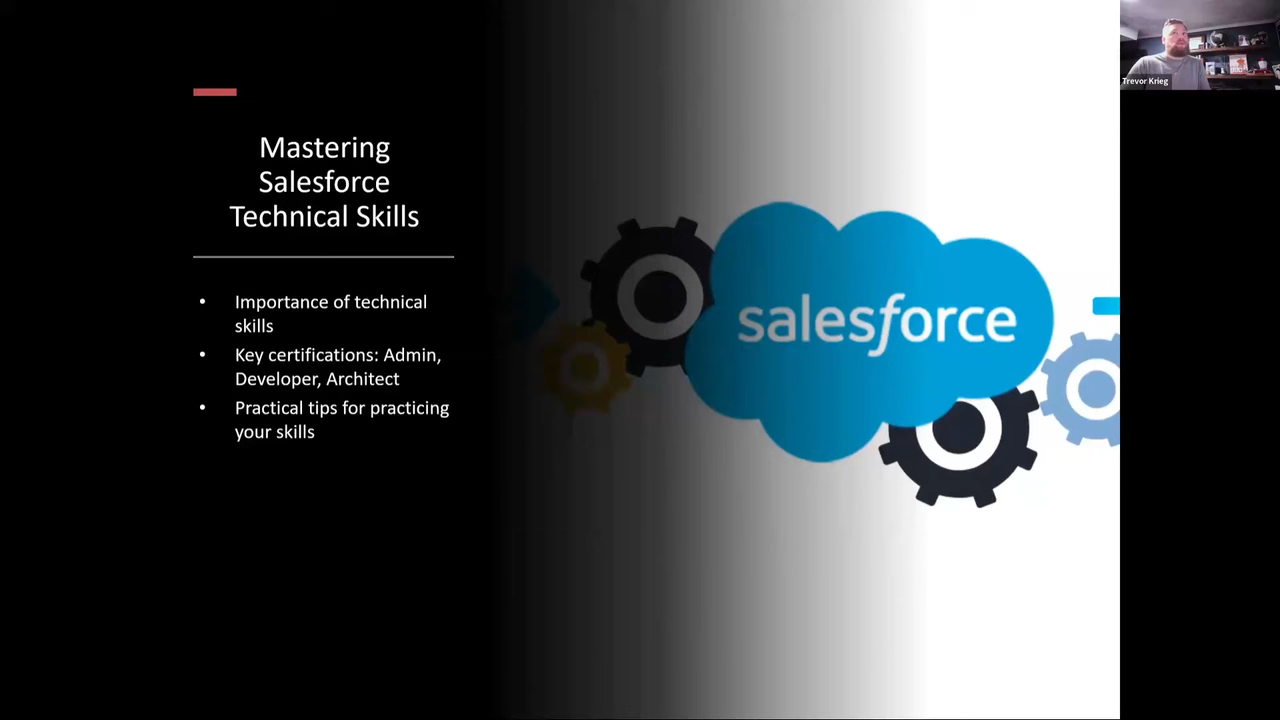 Mastering
Salesforce
Technical Skills
• Importance of technical
skills
• Key certifications: Admin,
Developer, Architect
• Practical tips for practicing
your skills
salesforce
Trevor Krieg